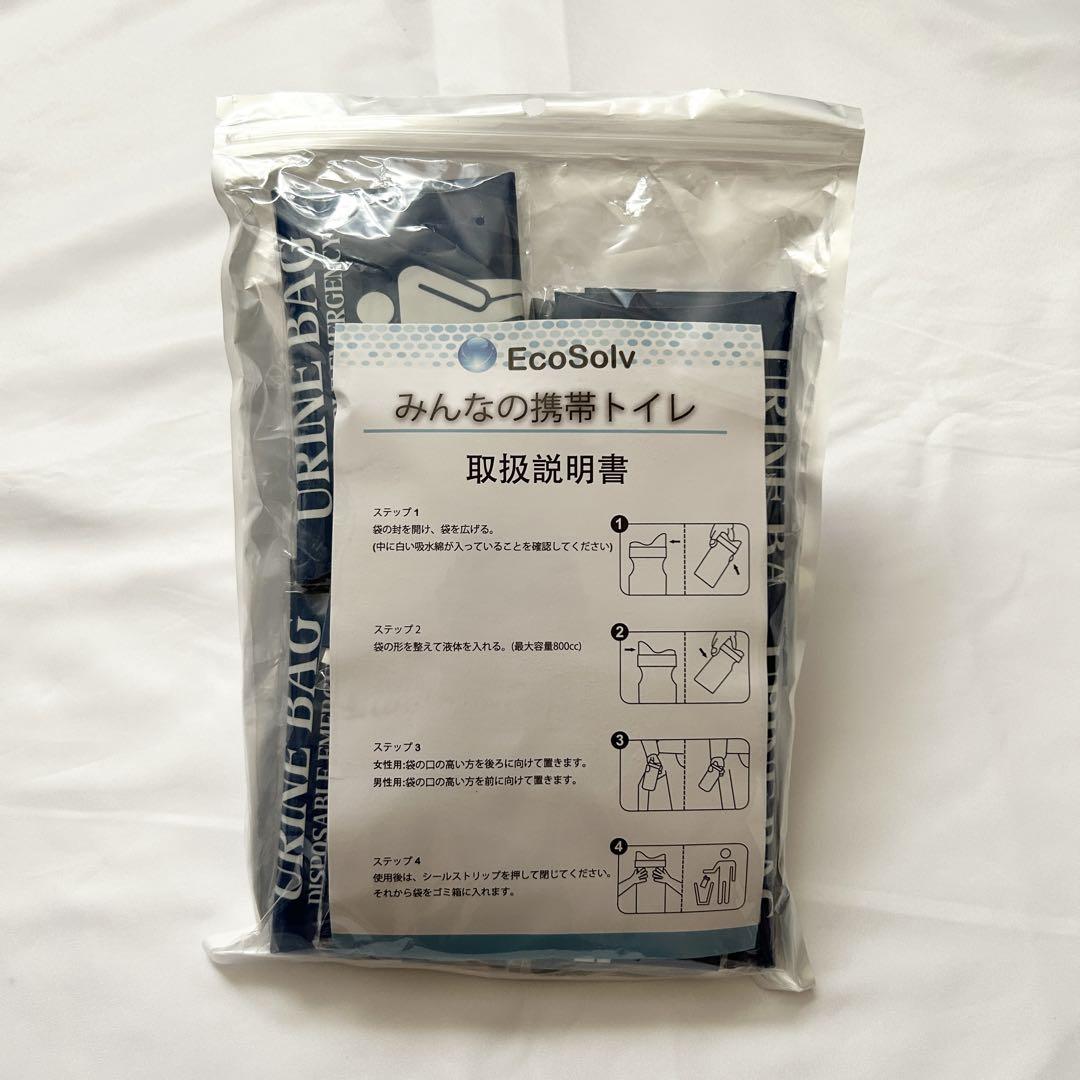 EcoSolv
みんなの携帯トイレ
取扱説明書
ステップ 1
袋の封を開け、袋を広げる。
(中に白い吸水綿が入っていることを確認してください)
1
ステップ 2
袋の形を整えて液体を入れる。(最大容量800cc)
2
ステップ 3
女性用:袋の口の高い方を後ろに向けて置きます。
男性用:袋の口の高い方を前に向けて置きます。
3
ステップ 4
使用後は、シールストリップを押して閉じてください。
それから袋をゴミ箱に入れます。
4
URINE BAG
EMERGENCY
URINE BAG
DISPOSABLE EMERGENCY
URINE BA